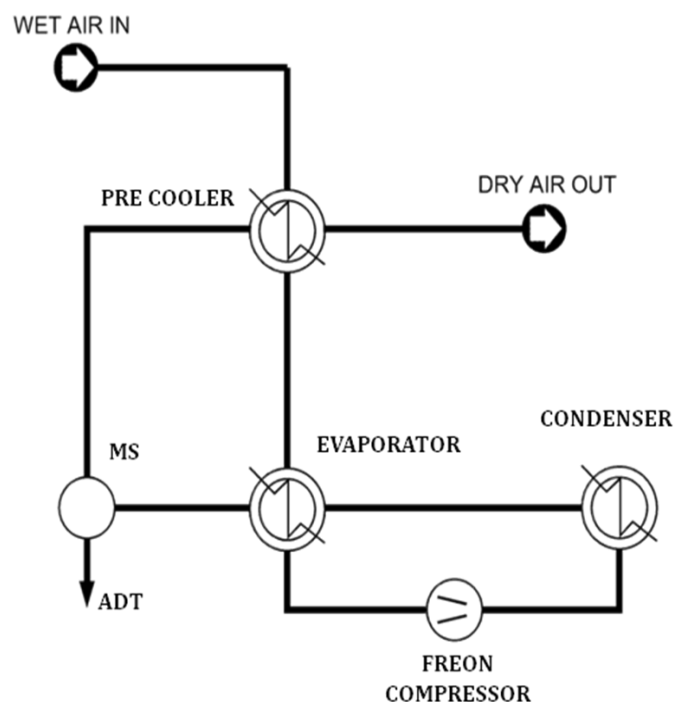 WET AIR IN
PRE COOLER
DRY AIR OUT
CONDENSER
EVAPORATOR
MS
ADT
FREON
COMPRESSOR